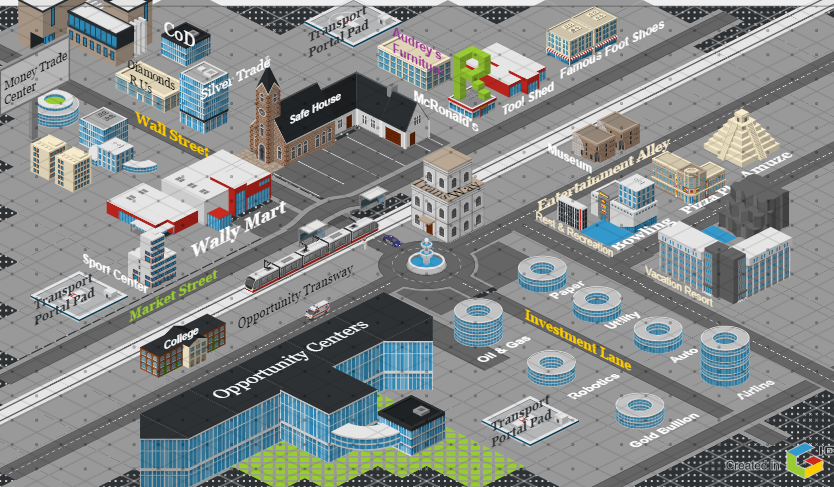 CoD
Transport
Portal Pad
Audrey's
Furniture
Famous Foot Shoes
Money Trade
Center
Diamonds
R Us
Silver Trade
Safe House
McRonald's
Tool Shed
Wall Street
Museum
Entertainment Alley
A-muze
Wally Mart
Rest & Recreation
Bowling
Sport Center
Vacation Resort
Transport
Portal Pad
Market Street
Opportunity Transway
Paper
Utility
College
Opportunity Centers
Oil & Gas
Investment Lane
Auto
Robotics
Airline
Transport
Portal Pad
Gold Bullion
Created in